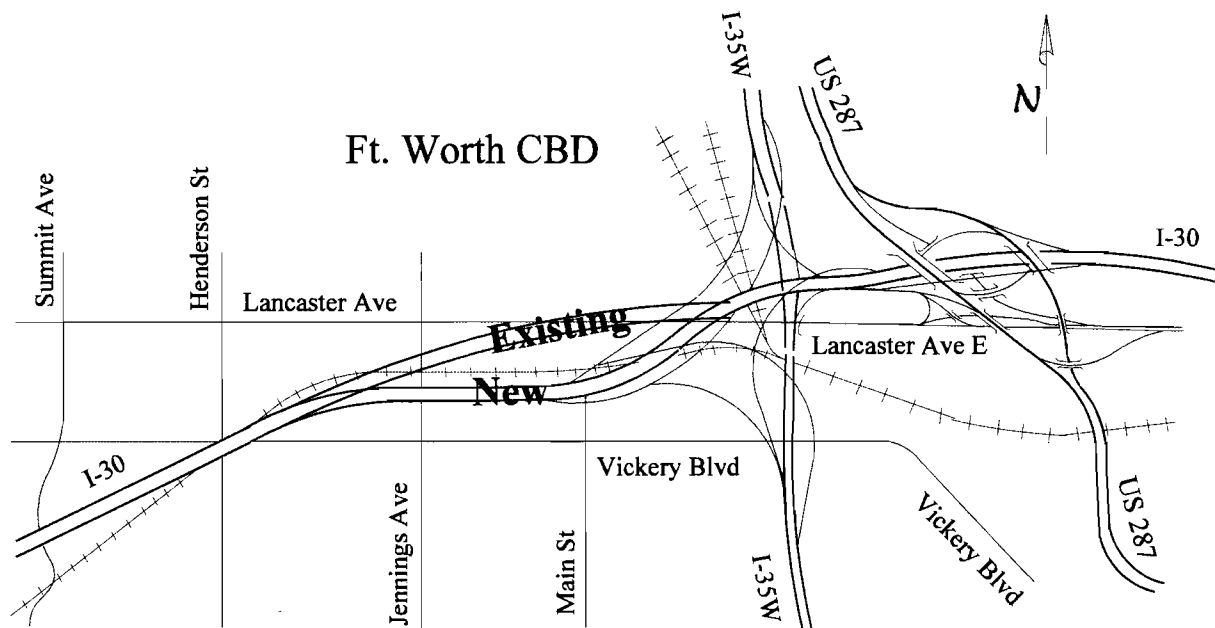 I-35W
US 287
N
Ft. Worth CBD
Summit Ave
Henderson St
I-30
Lancaster Ave
Existing
Lancaster Ave E
New
I-30
Vickery Blvd
Jennings Ave
Main St
I-35W
Vickery Blvd
US 287